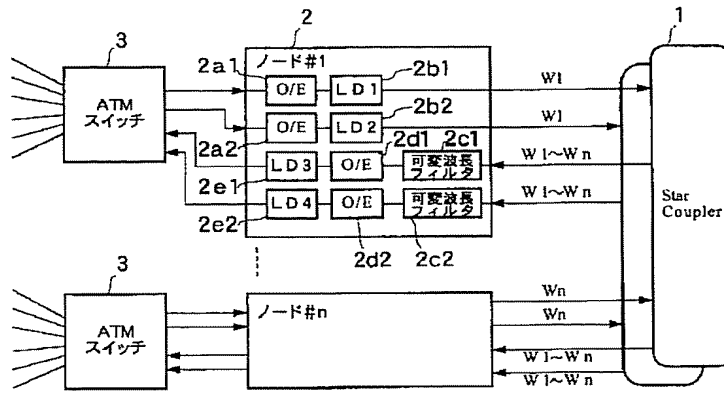 3
2
1
ノード#1
2a1
O/E
LD1
2b1
W1
ATM
スイッチ
O/E
LD2
2b2
W1
2a2
2d1
2c1
LD3
O/E
可変波長
フィルタ
W1～Wn
2e1
LD4
O/E
可変波長
フィルタ
W1～Wn
2e2
2d2
2c2
Star
Coupler
3
ノード#n
Wn
ATM
スイッチ
Wn
W1～Wn
W1～Wn